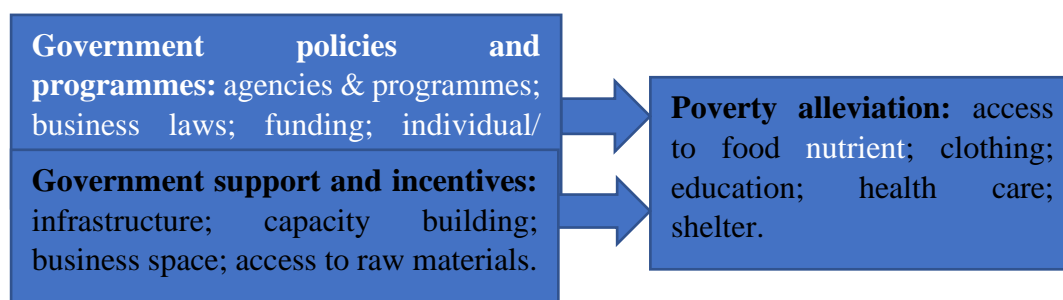 Government policies and
programmes: agencies & programmes;
business laws; funding; individual/
Government support and incentives:
infrastructure; capacity building;
business space; access to raw materials.
Poverty alleviation: access
to food nutrient; clothing;
education; health care;
shelter.